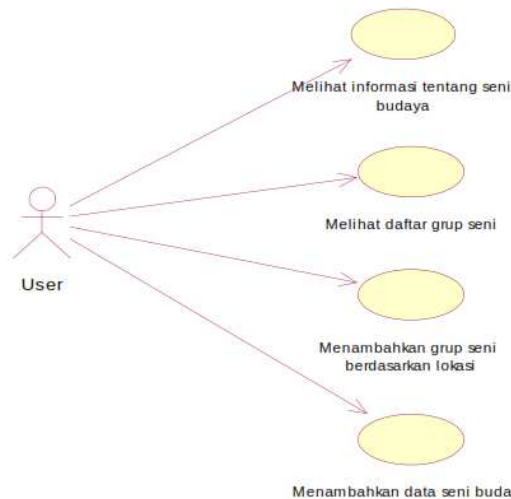 Melihat informasi tentang seni
budaya
Melihat daftar grup seni
User
Menambahkan grup seni
berdasarkan lokasi
Menambahkan data seni buda